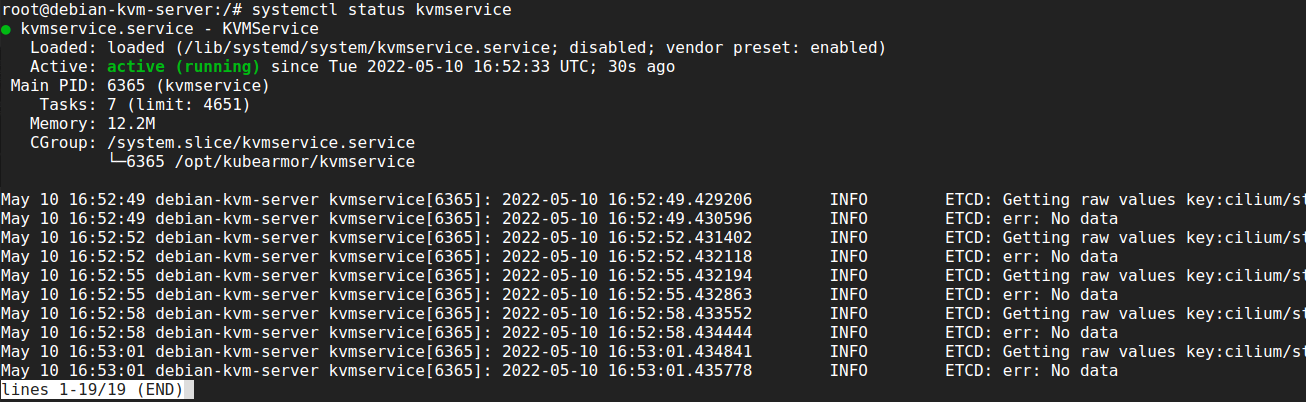 root@debian-kvm-server:/# systemctl status kvmservice
● kvmservice.service - KVMService
   Loaded: loaded (/lib/systemd/system/kvmservice.service; disabled; vendor preset: enabled)
   Active: active (running) since Tue 2022-05-10 16:52:33 UTC; 30s ago
 Main PID: 6365 (kvmservice)
    Tasks: 7 (limit: 4651)
   Memory: 12.2M
   CGroup: /system.slice/kvmservice.service
           └─6365 /opt/kubearmor/kvmservice
May 10 16:52:49 debian-kvm-server kvmservice[6365]: 2022-05-10 16:52:49.429206        INFO        ETCD: Getting raw values key:cilium/st
May 10 16:52:49 debian-kvm-server kvmservice[6365]: 2022-05-10 16:52:49.430596        INFO        ETCD: err: No data
May 10 16:52:52 debian-kvm-server kvmservice[6365]: 2022-05-10 16:52:52.431402        INFO        ETCD: Getting raw values key:cilium/st
May 10 16:52:52 debian-kvm-server kvmservice[6365]: 2022-05-10 16:52:52.432118        INFO        ETCD: err: No data
May 10 16:52:55 debian-kvm-server kvmservice[6365]: 2022-05-10 16:52:55.432194        INFO        ETCD: Getting raw values key:cilium/st
May 10 16:52:55 debian-kvm-server kvmservice[6365]: 2022-05-10 16:52:55.432863        INFO        ETCD: err: No data
May 10 16:52:58 debian-kvm-server kvmservice[6365]: 2022-05-10 16:52:58.433552        INFO        ETCD: Getting raw values key:cilium/st
May 10 16:52:58 debian-kvm-server kvmservice[6365]: 2022-05-10 16:52:58.434444        INFO        ETCD: err: No data
May 10 16:53:01 debian-kvm-server kvmservice[6365]: 2022-05-10 16:53:01.434841        INFO        ETCD: Getting raw values key:cilium/st
May 10 16:53:01 debian-kvm-server kvmservice[6365]: 2022-05-10 16:53:01.435778        INFO        ETCD: err: No data
lines 1-19/19 (END)